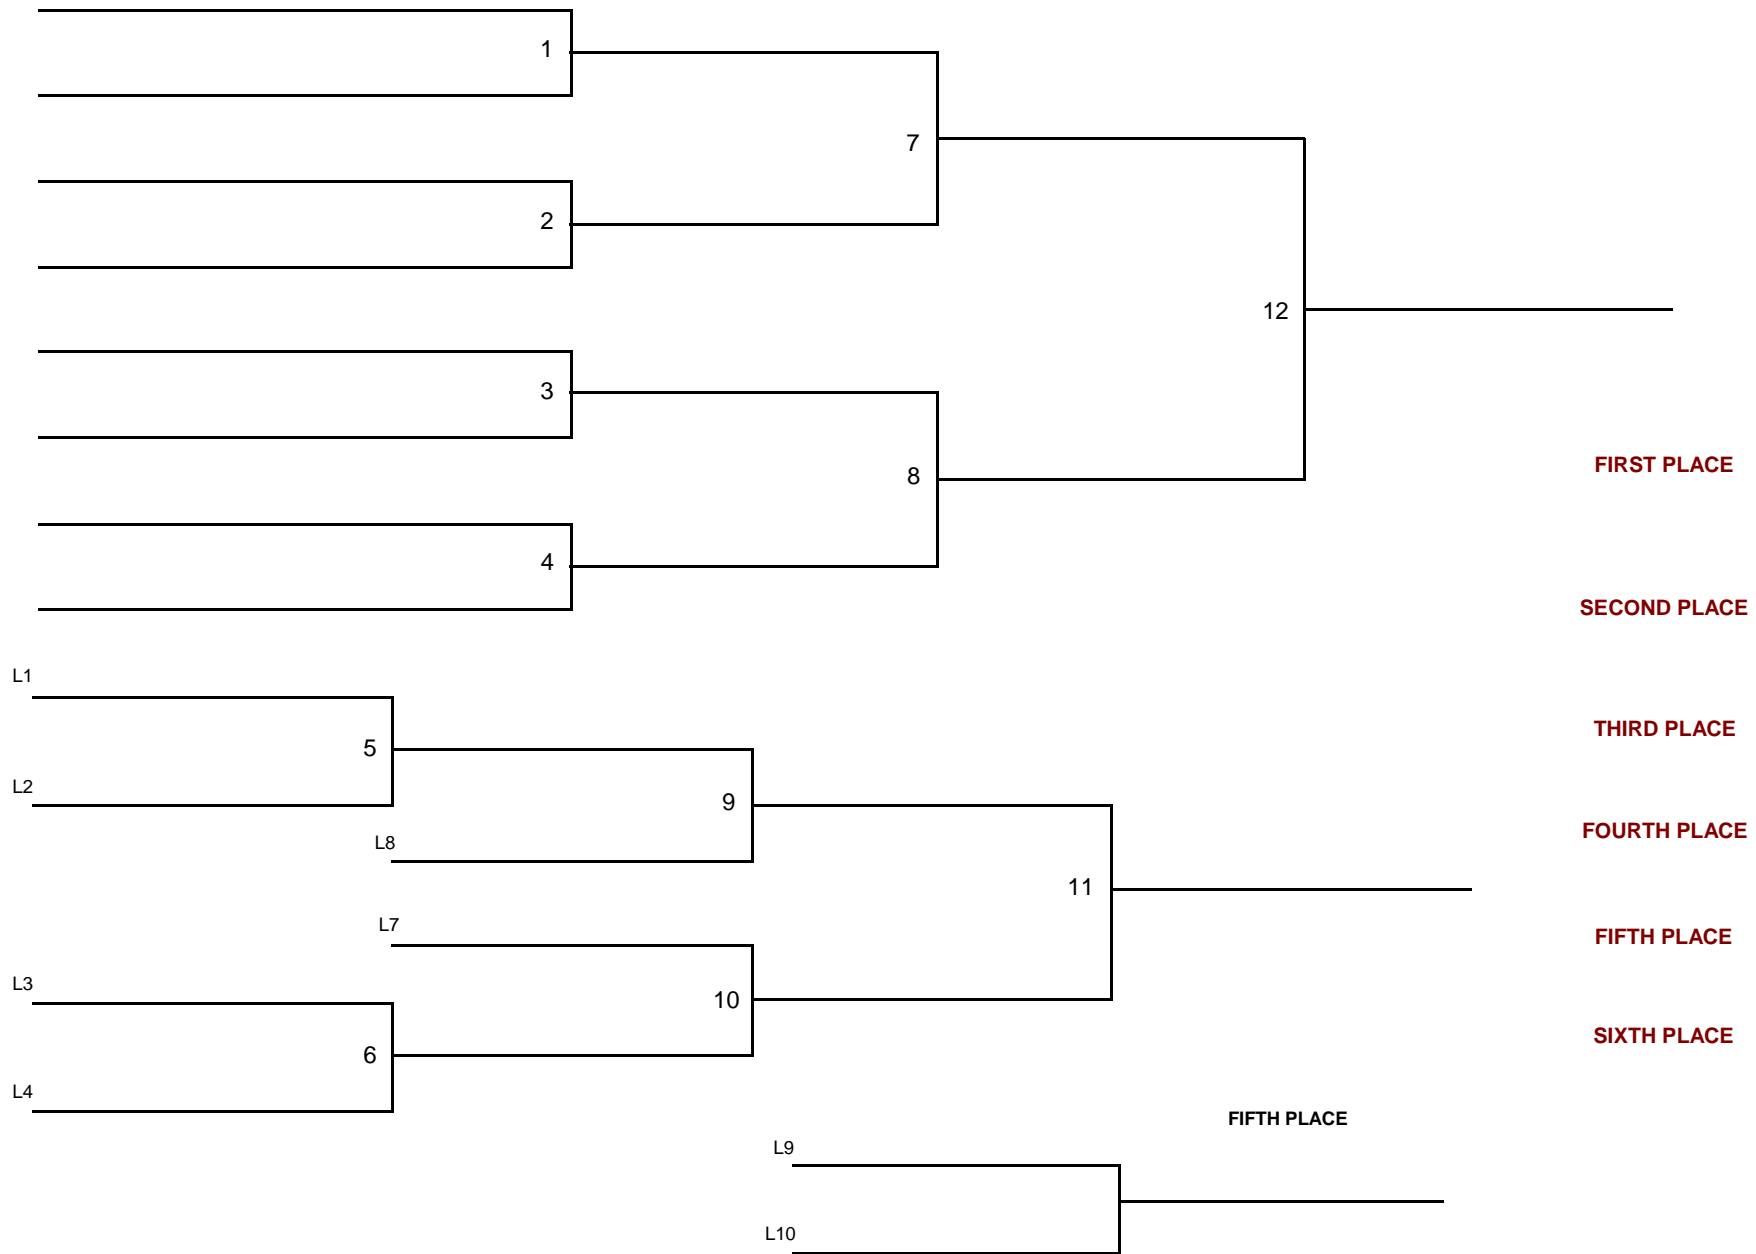 1
7
2
12
3
FIRST PLACE
8
4
SECOND PLACE
L1
THIRD PLACE
5
L2
9
FOURTH PLACE
L8
11
L7
FIFTH PLACE
L3
10
SIXTH PLACE
6
L4
FIFTH PLACE
L9
L10